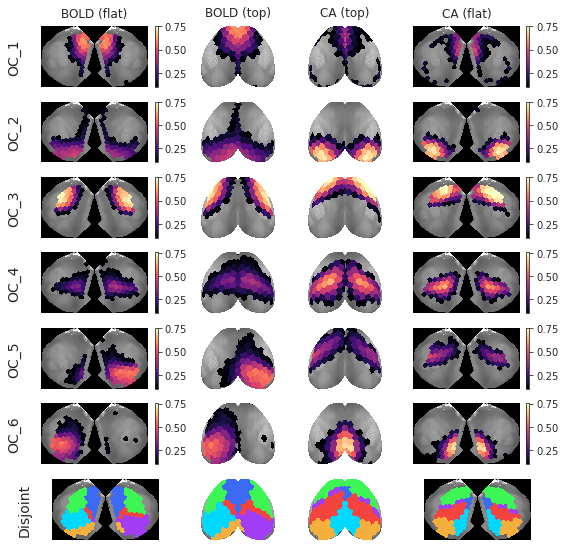 BOLD (flat) BOLD (top) CA (top) CA (flat)
OC_1 0.75 0.50 0.25 0.75 0.50 0.25
OC_2 0.75 0.50 0.25 0.75 0.50 0.25
OC_3 0.75 0.50 0.25 0.75 0.50 0.25
OC_4 0.75 0.50 0.25 0.75 0.50 0.25
OC_5 0.75 0.50 0.25 0.75 0.50 0.25
OC_6 0.75 0.50 0.25 0.75 0.50 0.25
Disjoint